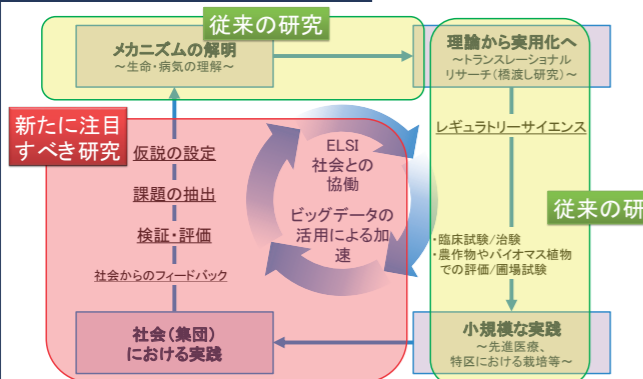 従来の研究
メカニズムの解明
～生命・病気の理解～
理論から実用化へ
～トランスレーショナル
リサーチ（橋渡し研究）～
新たに注目
すべき研究
仮説の設定
課題の抽出
検証・評価
社会からのフィードバック
ELSI
社会との
協働
ビッグデータの
活用による加
速
レギュラトリーサイエンス
従来の研
・臨床試験/治験
・農作物やバイオマス植物
での評価/圃場試験
社会（集団）
における実践
小規模な実践
～先進医療、
特区における栽培等～